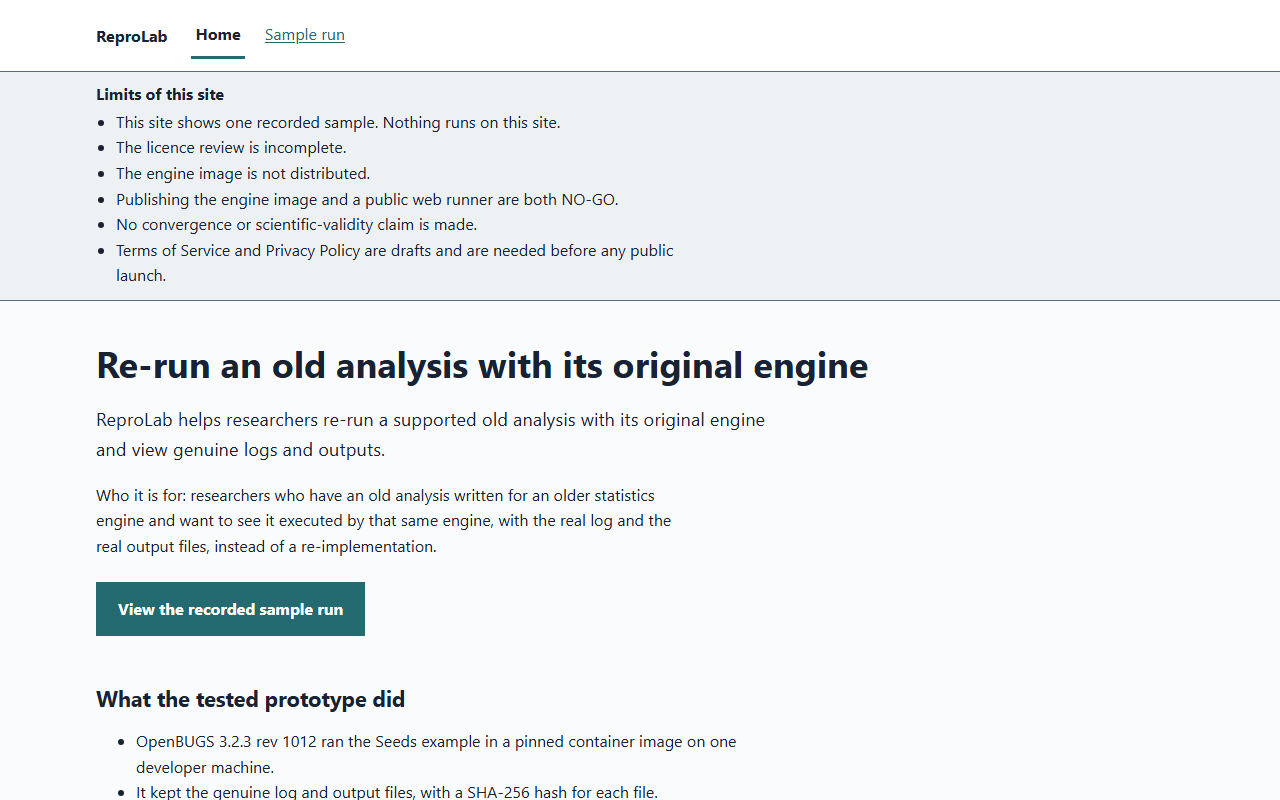 ReproLab Home Sample run
Limits of this site
This site shows one recorded sample. Nothing runs on this site.
The licence review is incomplete.
The engine image is not distributed.
Publishing the engine image and a public web runner are both NO-GO.
No convergence or scientific-validity claim is made.
Terms of Service and Privacy Policy are drafts and are needed before any public
launch.
Re-run an old analysis with its original engine
ReproLab helps researchers re-run a supported old analysis with its original engine
and view genuine logs and outputs.
Who it is for: researchers who have an old analysis written for an older statistics
engine and want to see it executed by that same engine, with the real log and the
real output files, instead of a re-implementation.
View the recorded sample run
What the tested prototype did
OpenBUGS 3.2.3 rev 1012 ran the Seeds example in a pinned container image on one
developer machine.
It kept the genuine log and output files, with a SHA-256 hash for each file.